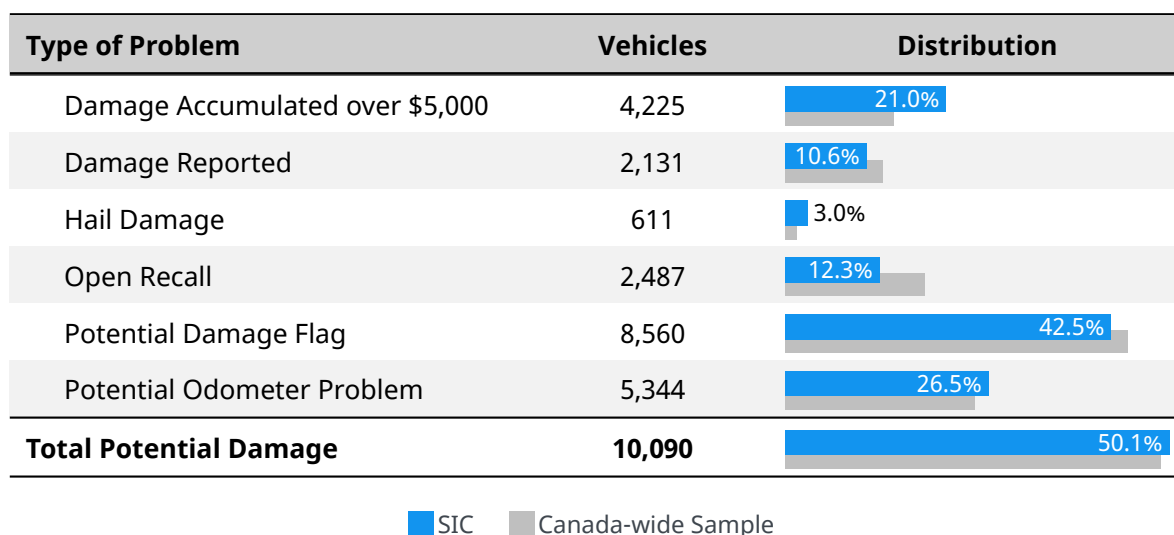 Type of Problem Vehicles Distribution
Damage Accumulated over $5,000 4,225 21.0%
Damage Reported 2,131 10.6%
Hail Damage 611 3.0%
Open Recall 2,487 12.3%
Potential Damage Flag 8,560 42.5%
Potential Odometer Problem 5,344 26.5%
Total Potential Damage 10,090 50.1%
SIC Canada-wide Sample